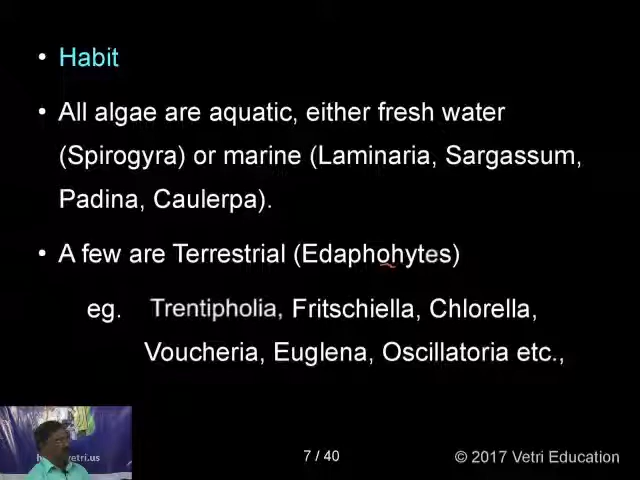 Habit
All algae are aquatic, either fresh water
(Spirogyra) or marine (Laminaria, Sargassum,
Padina, Caulerpa).
A few are Terrestrial (Edaphohytes)
eg. Trentipholia, Fritschiella, Chlorella,
Voucheria, Euglena, Oscillatoria etc.,
7 / 40
© 2017 Vetri Education